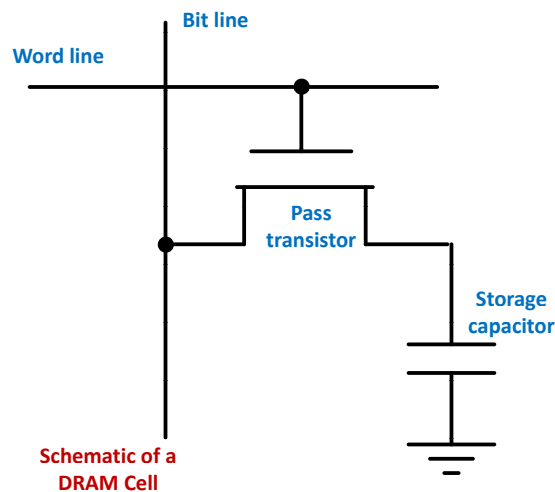 Bit line
Word line
Pass
transistor
Storage
capacitor
Schematic of a
DRAM Cell